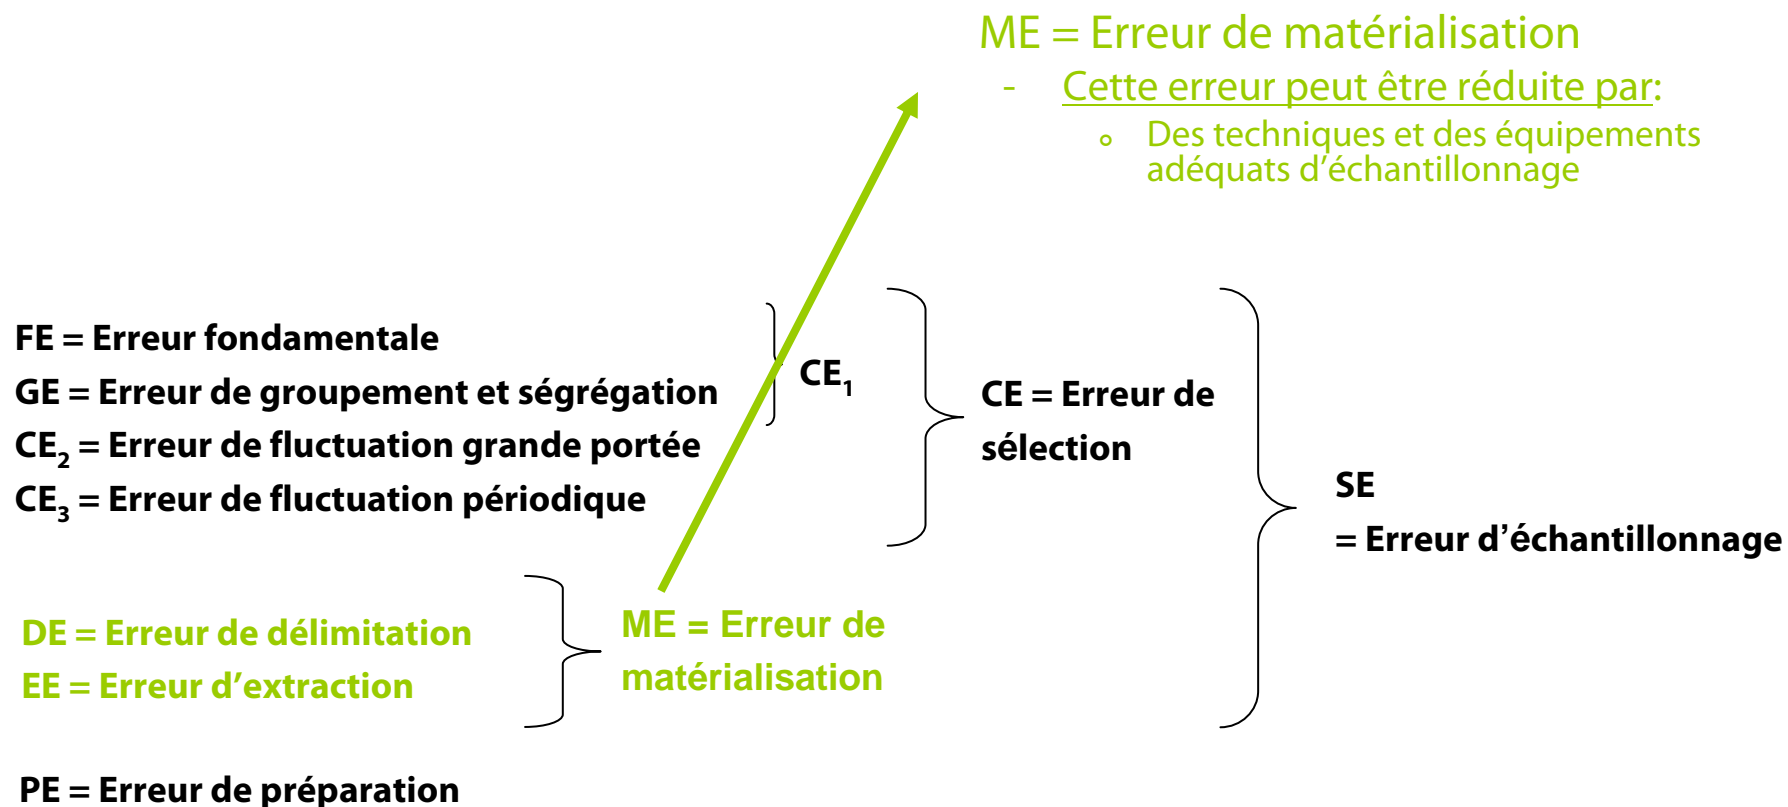 ME = Erreur de matérialisation
- Cette erreur peut être réduite par:
o Des techniques et des équipements
adéquats d’échantillonnage
FE = Erreur fondamentale
GE = Erreur de groupement et ségrégation
CE2 = Erreur de fluctuation grande portée
CE3 = Erreur de fluctuation périodique
CE1
CE = Erreur de
sélection
SE
= Erreur d’échantillonnage
DE = Erreur de délimitation
EE = Erreur d’extraction
ME = Erreur de
matérialisation
PE = Erreur de préparation